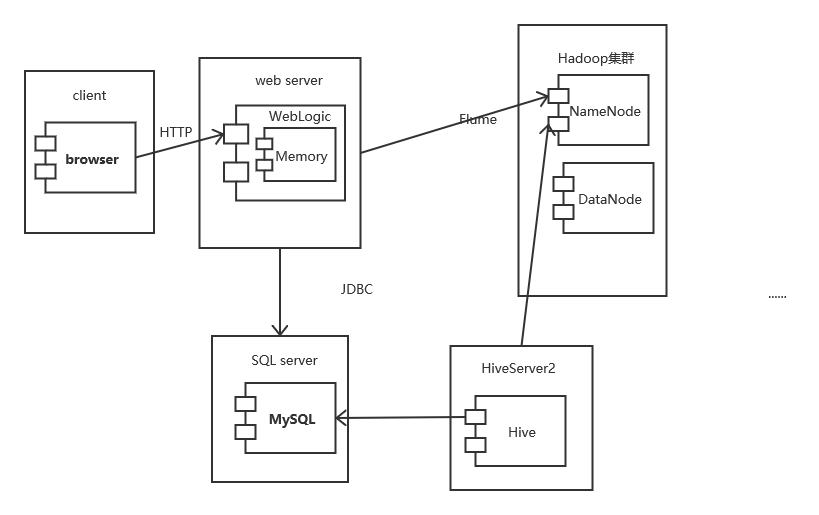 client
browser
HTTP
web server
WebLogic
Memory
Flume
Hadoop集群
NameNode
DataNode
......
JDBC
SQL server
MySQL
HiveServer2
Hive